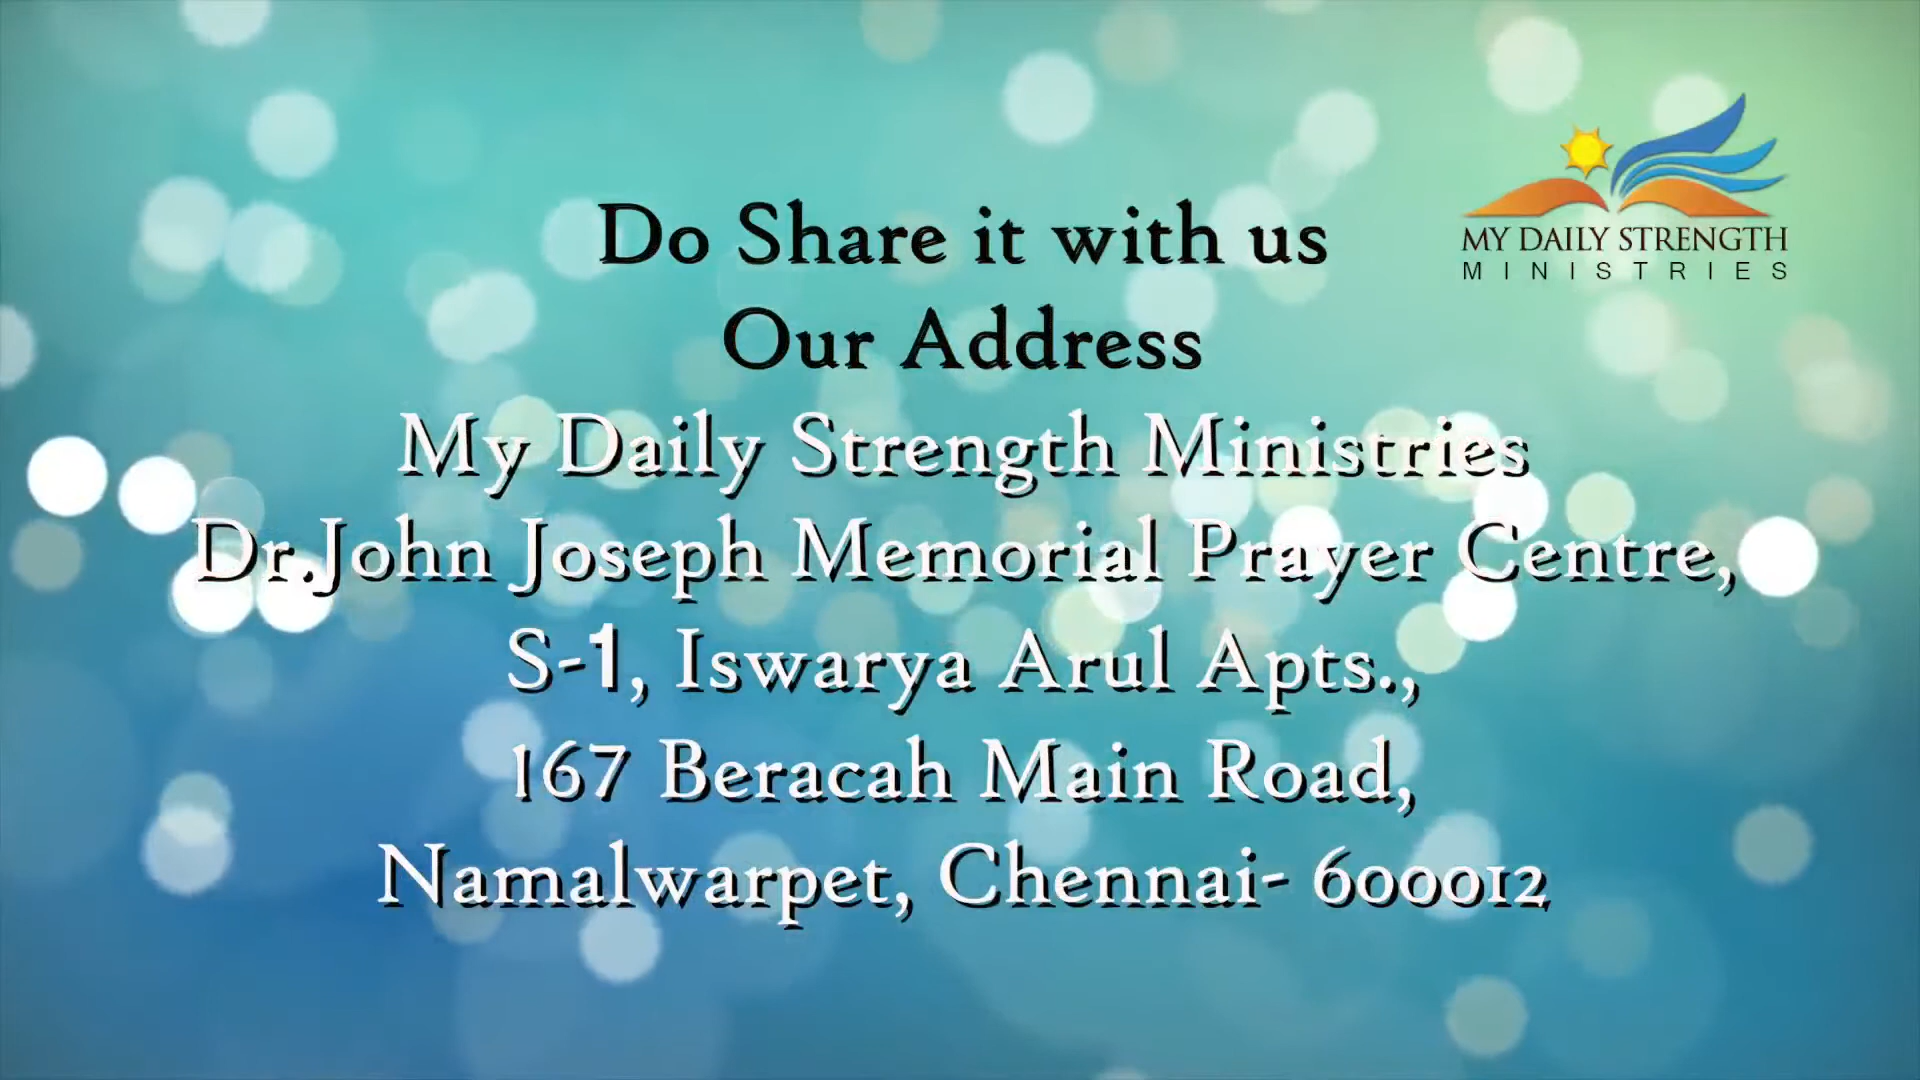 MY DAILY STRENGTH
MINISTRIES
Do Share it with us
Our Address
My Daily Strength Ministries
Dr.John Joseph Memorial Prayer Centre,
S-1, Iswarya Arul Apts.,
167 Beracah Main Road,
Namalwarpet, Chennai- 600012